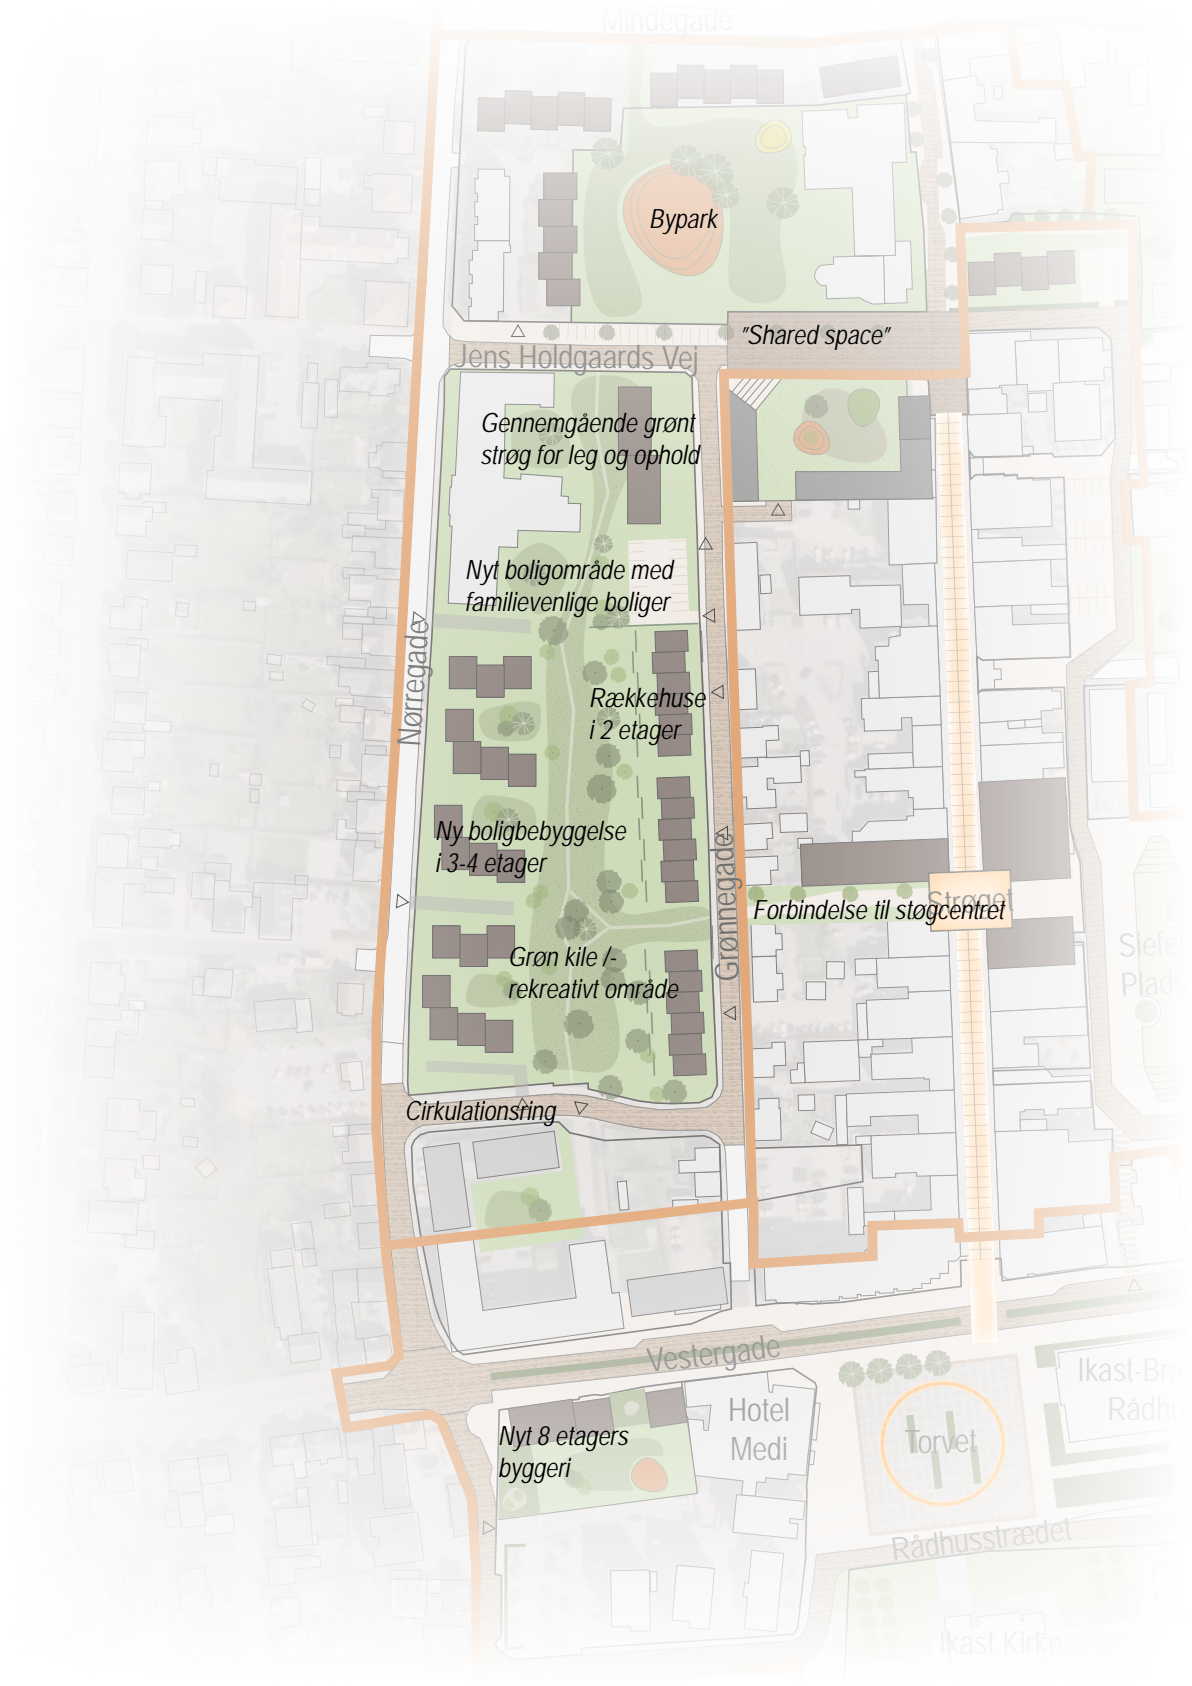 Mindegade
Bypark
"Shared space"
Jens Holdgaards Vej
Gennemgående grønt
strøg for leg og ophold
Nyt boligområde med
familievenlige boliger
Nørregade
Rækkehuse
i 2 etager
Ny boligbebyggelse
i 3-4 etager
Grønnegade
Strøget
Forbindelse til støgcentret
Grøn kile /-
rekreativt område
Cirkulationsring
Vestergade
Hotel
Medi
Nyt 8 etagers
byggeri
Torvet
Rådhusstrædet
Ikast Kirke